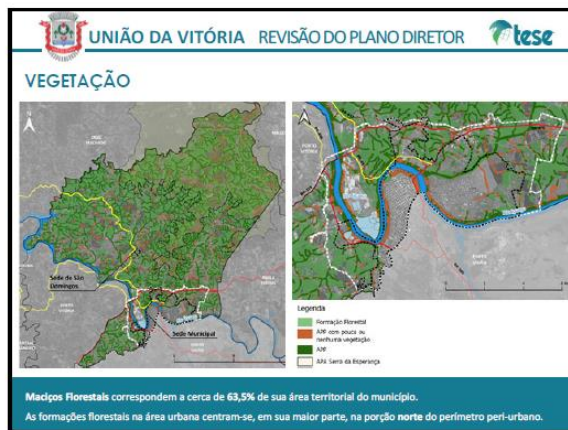 UNIÃO DA VITÓRIA REVISÃO DO PLANO DIRETOR
tese
VEGETAÇÃO
Sede de São
Domingos
Sede Municipal
Legenda
Formação Florestal
APP com pouca ou
nenhuma vegetação
APP
APA Serra da Esperança
Maciços Florestais correspondem a cerca de 63,5% de sua área territorial do município.
As formações florestais na área urbana centram-se, em sua maior parte, na porção norte do perímetro peri-urbano.